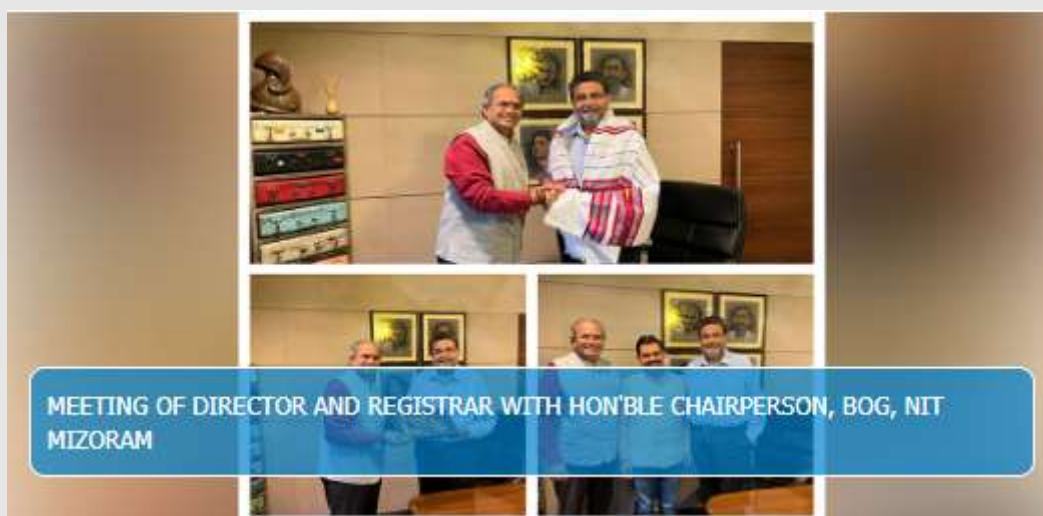 MEETING OF DIRECTOR AND REGISTRAR WITH HON'BLE CHAIRPERSON, BOG, NIT
MIZORAM